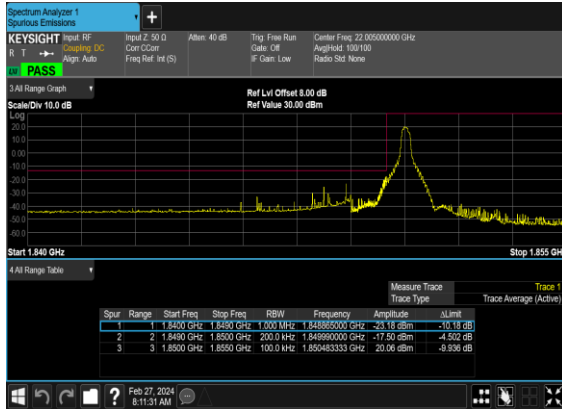 Spectrum Analyzer 1
Spurious Emissions
KEYSIGHT Input: RF Input Z: 50 Ω Atten: 40 dB Trig: Free Run Center Freq: 22.005000000 GHz
R T Coupling: DC Corr CCorr Gate: Off Avg|Hold: 100/100
Align: Auto Freq Ref: Int (S) IF Gain: Low Radio Std: None
PASS
3 All Range Graph
Ref Lvl Offset 8.00 dB
Scale/Div 10.0 dB Ref Value 30.00 dBm
Log
20.0
10.0
0.00
-10.0
-20.0
-30.0
-40.0
-50.0
-60.0
Start 1.840 GHz Stop 1.855 GH
4 All Range Table
Measure Trace Trace 1
Trace Type Trace Average (Active)
Spur Range Start Freq Stop Freq RBW Frequency Amplitude ΔLimit
1 1 1.8400 GHz 1.8490 GHz 1.000 MHz 1.848865000 GHz -23.18 dBm -10.18 dB
2 2 1.8490 GHz 1.8500 GHz 200.0 kHz 1.849990000 GHz -17.50 dBm -4.502 dB
3 3 1.8500 GHz 1.8550 GHz 100.0 kHz 1.850483333 GHz 20.06 dBm -9.936 dB
Feb 27, 2024
8:11:31 AM